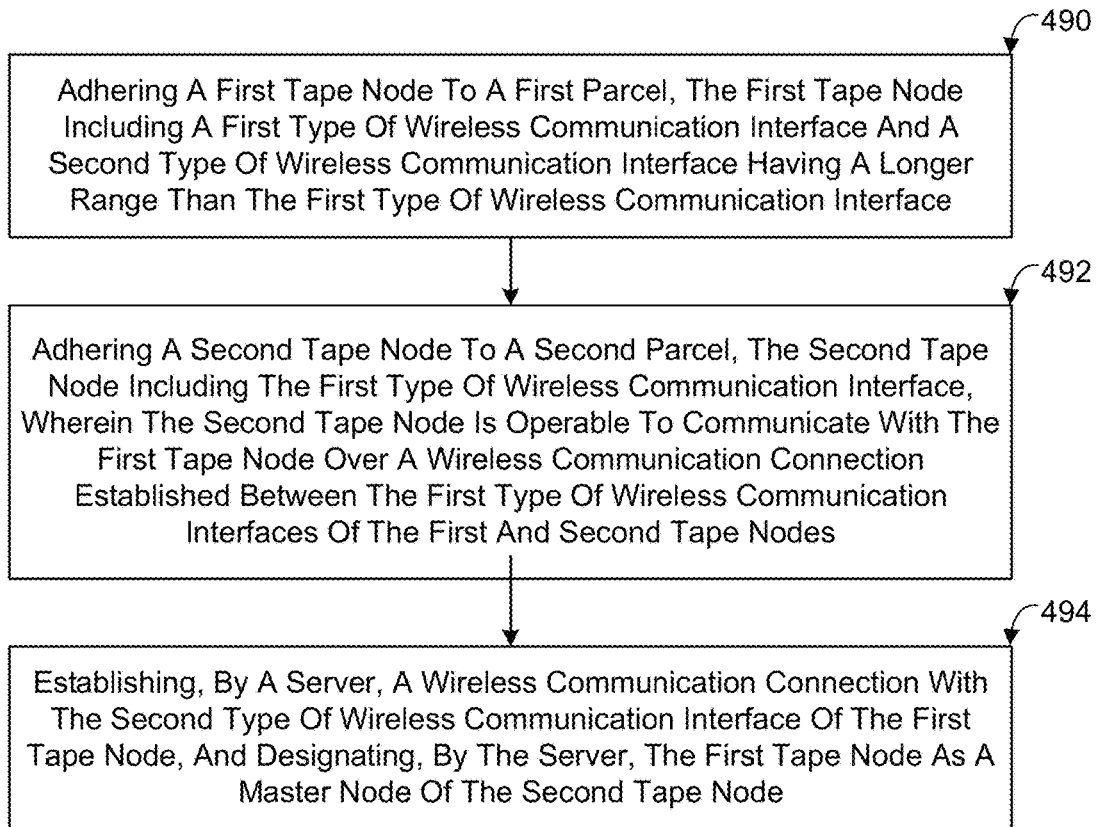 490
Adhering A First Tape Node To A First Parcel, The First Tape Node
Including A First Type Of Wireless Communication Interface And A
Second Type Of Wireless Communication Interface Having A Longer
Range Than The First Type Of Wireless Communication Interface
492
Adhering A Second Tape Node To A Second Parcel, The Second Tape
Node Including The First Type Of Wireless Communication Interface,
Wherein The Second Tape Node Is Operable To Communicate With The
First Tape Node Over A Wireless Communication Connection
Established Between The First Type Of Wireless Communication
Interfaces Of The First And Second Tape Nodes
494
Establishing, By A Server, A Wireless Communication Connection With
The Second Type Of Wireless Communication Interface Of The First
Tape Node, And Designating, By The Server, The First Tape Node As A
Master Node Of The Second Tape Node